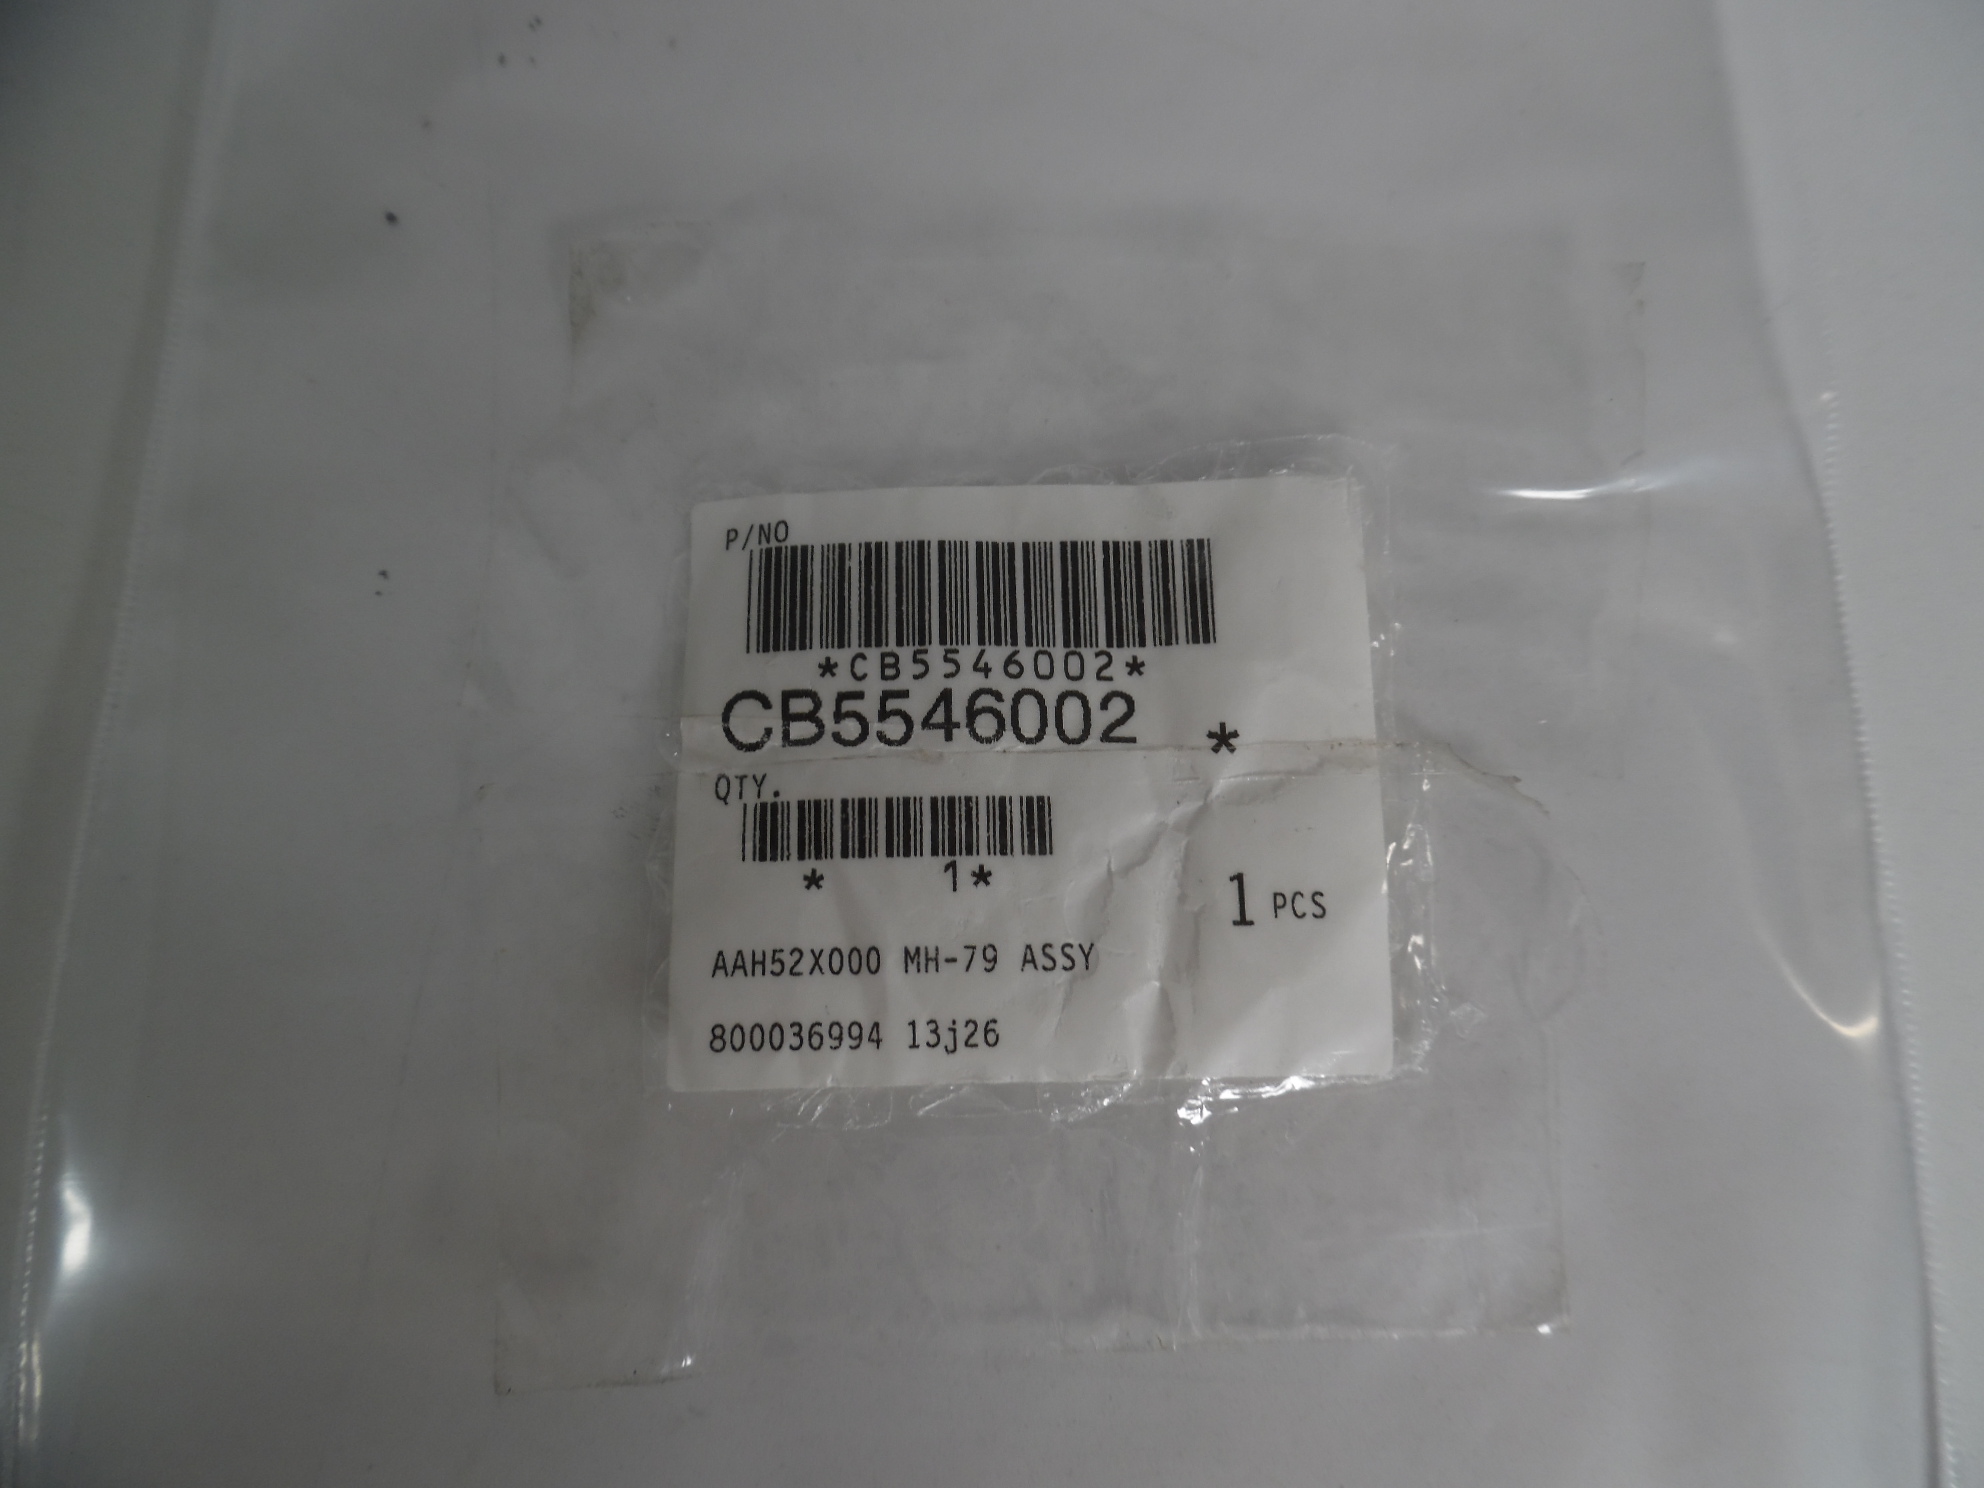 P/NO
*CB5546002*
CB5546002 *
QTY.
* 1*
1 PCS
AAH52X000 MH-79 ASSY
800036994 13j26